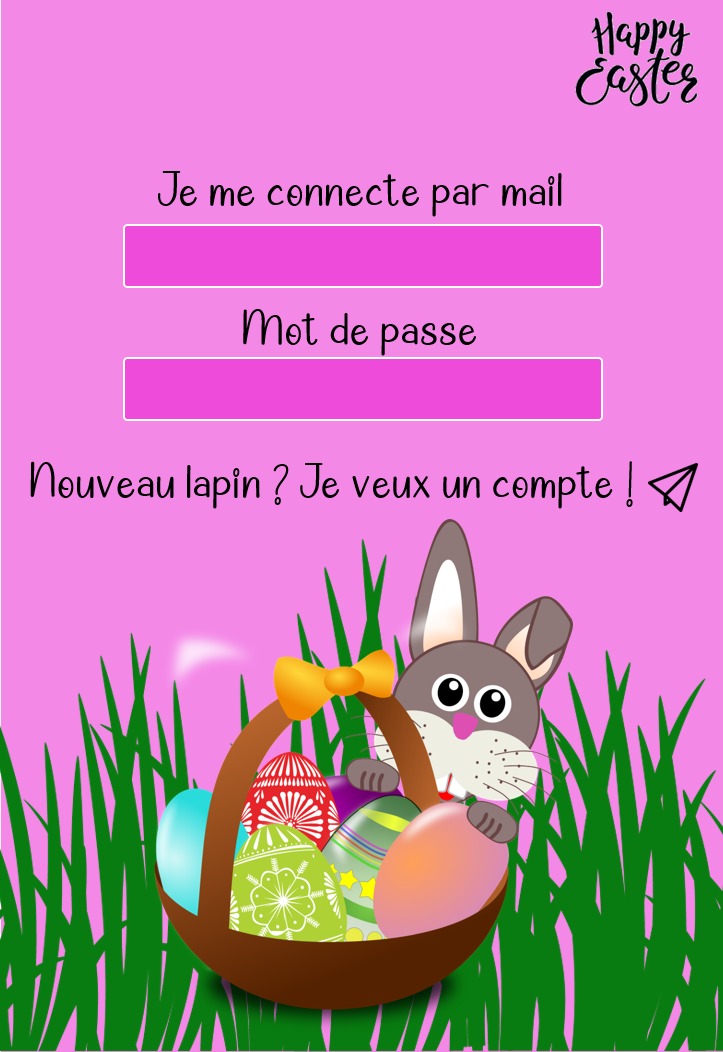 Happy
Easter
Je me connecte par mail
Mot de passe
Nouveau lapin ? Je veux un compte !